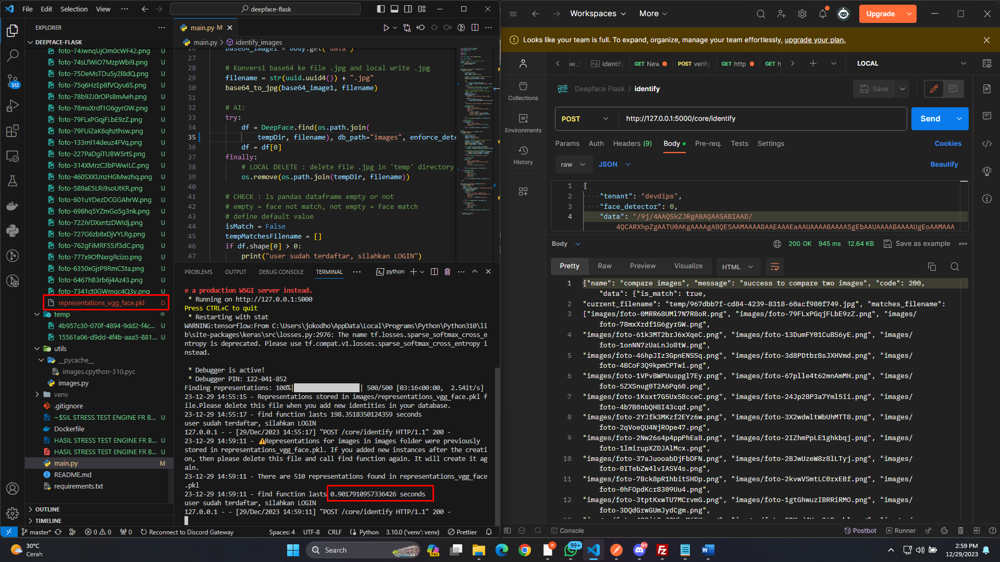 File Edit Selection View ··· deepface-flask
EXPLORER
DEEPFACE-FLASK
foto-74JwnqUjOm0cWF42.png U
foto-74sLfWiO7MzpWbi9.png U
foto-75DeMsTDu5y2l8dQ.png U
foto-75q6HzEp8fVQyu6S.png U
foto-78b92J0rOPs8mAeh.png U
foto-78mxXrdf1G6gyrGW.png U
foto-79FLxPGqjFLbE9zZ.png U
foto-79FUi2aK6qhzthsw.png U
foto-133rnl14deuz4FVq.png U
foto-227PaDgiTUBW5rtS.png U
foto-314XMrzC3bPWwILC.png U
foto-460SXKUnzHGMwzhq.png U
foto-589aE5LRi9soUtKR.png U
foto-601uYDezDCGGAhrW.png U
foto-698hq5YZmGo5g3nk.png U
foto-722iVDXxntzDWIdj.png U
foto-727G6zb8xDjVYLRg.png U
foto-762gFiMRF55Jf3dC.png U
foto-777x9OfNxrgRcizo.png U
foto-6350xGjrP9RmC5ta.png U
foto-6467hB3rb6j4Az43.png U
foto-7341ct0GWmqc4Q3y.png U
representations_vgg_face.pkl D
temp
4b957c30-070f-4894-9dd2-f4c... U
15561a06-d9dd-4f4b-aaa5-881... U
utils
__pycache__
images.cpython-310.pyc
images.py
venv
.gitignore
~$SIL STRESS TEST ENGINE FR B... U
Dockerfile
HASIL STRESS TEST ENGINE FR B... U
HASIL STRESS TEST ENGINE FR B... U
main.py M
README.md
requirements.txt
OUTLINE
TIMELINE
512
main.py M
main.py > identify_images
26 base64_image1 = body.get('data')
27
28 # Konversi base64 ke file .jpg and local write .jpg
29 filename = str(uuid.uuid4()) + ".jpg"
30 base64_to_jpg(base64_image1, filename)
31
32 # AI:
33 try:
34 df = DeepFace.find(os.path.join(
35 tempDir, filename), db_path="images", enforce_dete
36 df = df[0]
37 finally:
38 # LOCAL DELETE : delete file .jpg in 'temp' directory
39 os.remove(os.path.join(tempDir, filename))
40
41 # CHECK : is pandas dataframe empty or not
42 # empty = face not match, not empty = face match
43 # define default value
44 isMatch = False
45 tempMatchesFilename = []
46 if df.shape[0] > 0:
47 print("user sudah terdaftar, silahkan LOGIN")
PROBLEMS OUTPUT DEBUG CONSOLE TERMINAL ··· python
e a production WSGI server instead.
* Running on http://127.0.0.1:5000
Press CTRL+C to quit
* Restarting with stat
WARNING:tensorflow:From C:\Users\jokodho\AppData\Local\Programs\Python\Python310\li
b\site-packages\keras\src\losses.py:2976: The name tf.losses.sparse_softmax_cross_e
ntropy is deprecated. Please use tf.compat.v1.losses.sparse_softmax_cross_entropy i
nstead.
* Debugger is active!
* Debugger PIN: 122-041-852
Finding representations: 100%| | 500/500 [03:16<00:00, 2.54it/s]
23-12-29 14:55:15 - Representations stored in images/representations_vgg_face.pkl f
ile.Please delete this file when you add new identities in your database.
23-12-29 14:55:17 - find function lasts 198.3518350124359 seconds
user sudah terdaftar, silahkan LOGIN
127.0.0.1 - - [29/Dec/2023 14:55:17] "POST /core/identify HTTP/1.1" 200 -
23-12-29 14:59:11 - ⚠Representations for images in images folder were previously
stored in representations_vgg_face.pkl. If you added new instances after the creati
on, then please delete this file and call find function again. It will create it ag
ain.
23-12-29 14:59:11 - There are 510 representations found in representations_vgg_face
.pkl
23-12-29 14:59:11 - find function lasts 0.9017910957336426 seconds
user sudah terdaftar, silahkan LOGIN
127.0.0.1 - - [29/Dec/2023 14:59:11] "POST /core/identify HTTP/1.1" 200 -
master* 0 0 0 Reconnect to Discord Gateway Spaces: 4 UTF-8 CRLF Python 3.10.0 ('venv': venv) Prettier
Workspaces More Upgrade
Looks like your team is full. To expand, organize, manage your team effortlessly, upgrade your plan.
identify GET New POST verify GET http GET h LOCAL
Collections
Environments
History
Deepface Flask / identify Save
POST http://127.0.0.1:5000/core/identify Send
Params Auth Headers (9) Body Pre-req. Tests Settings Cookies
raw JSON Beautify
1 {
2 "tenant": "devdips",
3 "face_detector": 0,
4 "data": "/9j/4AAQSkZJRgABAQAASABIAAD/
4QCARXhpZgAATU0AKgAAAAgABQESAAMAAAABAAEAAAEaAAUAAAABAAAASgEbAAUAAAABAAAAUgEoAAMAAA
Body 200 OK 945 ms 12.64 KB Save as example
Pretty Raw Preview Visualize HTML
1 {"name": "compare images", "message": "success to compare two images", "code": 200,
"data": {"is_match": true,
2 "current_filename": "temp/967dbb7f-cd84-4239-8318-60acf980f749.jpg", "matches_filename":
3 ["images/foto-0MRR68UMl7N7R8oR.png", "images/foto-79FLxPGqjFLbE9zZ.png", "images/
foto-78mxXrdf1G6gyrGW.png",
4 "images/foto-61k3MT2brJ6xXqeC.png", "images/foto-13DumFY01CuBS6yE.png", "images/
foto-1onNN7zUaLnJo8tW.png",
5 "images/foto-46hpJIz3GpnENSSq.png", "images/foto-3d8PDtbrBsJXHVmd.png", "images/
foto-4BCoF3Q9kpmCPTwi.png",
6 "images/foto-1VPvBWPUuspgl7Ey.png", "images/foto-67plle4t62mnAmMH.png", "images/
foto-5ZXSnug0T2A6Pq60.png",
7 "images/foto-1Ksxt7G5Ux58cceC.png", "images/foto-24Jp2BP3a7Yml5ii.png", "images/
foto-4b7B0nbQHBI43cqd.png",
8 "images/foto-2YJfk3MKzf2EYz6w.png", "images/foto-3X2wdwltWbUhMTT8.png", "images/
foto-2qVoeQU4NjROpe47.png",
9 "images/foto-2Nw26s4p4ppPhEaB.png", "images/foto-2IZhmPpLE1ghkbqj.png", "images/
foto-1lmirupXZDJAlMcx.png",
10 "images/foto-37aJuooabDjFbDFN.png", "images/foto-2BJwUzeW8z8lLTyj.png", "images/
foto-0ITebZw4lvIASV4s.png",
11 "images/foto-7Bck8pR1hbitSHDp.png", "images/foto-2kvwVSmtLC0rxEBf.png", "images/
foto-0hFOpdKcr8309Uu4.png",
12 "images/foto-3tptKxwTU7MCrvmG.png", "images/foto-1gtGhwuzIBRRiRMO.png", "images/
foto-3DQdGrwGUmJydCgm.png",
Console Postbot Runner
30°C
Cerah
Search
PRE
99+
9+
2:59 PM
12/29/2023